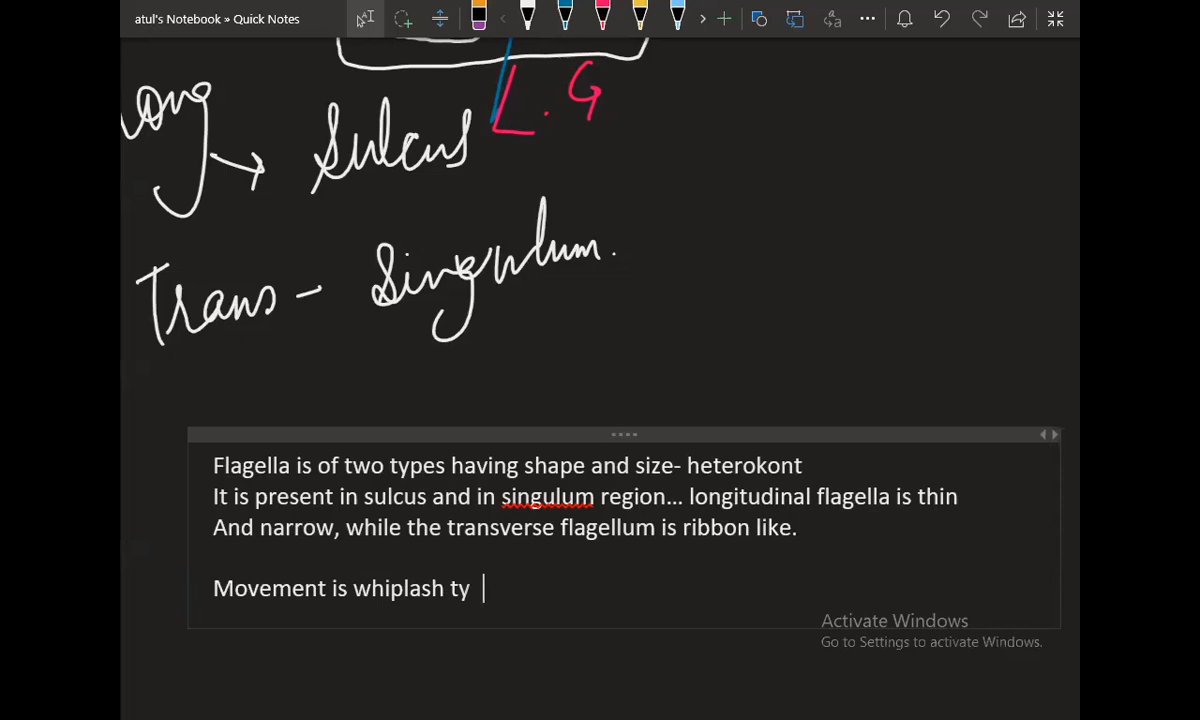 atul's Notebook » Quick Notes
Long → Sulcus
L.G
Trans - Singulum.
Flagella is of two types having shape and size- heterokont
It is present in sulcus and in singulum region... longitudinal flagella is thin
And narrow, while the transverse flagellum is ribbon like.
Movement is whiplash ty
Activate Windows
Go to Settings to activate Windows.